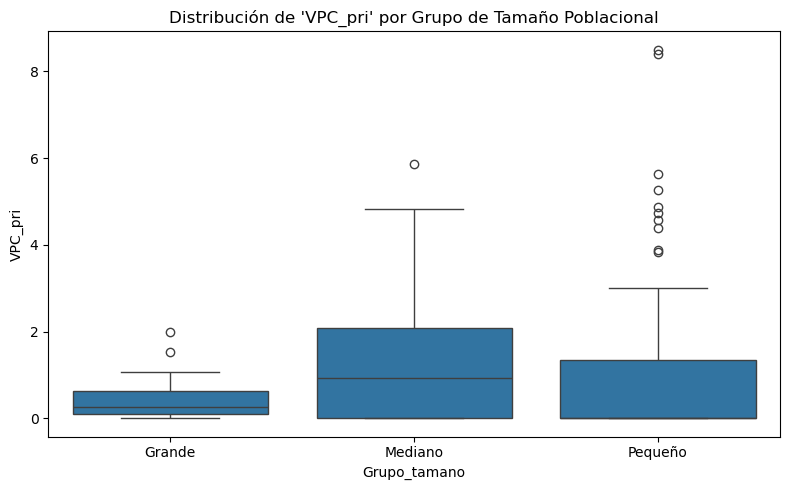 Distribución de 'VPC_pri' por Grupo de Tamaño Poblacional
VPC_pri
8
6
4
2
0
Grande Mediano Pequeño
Grupo_tamano